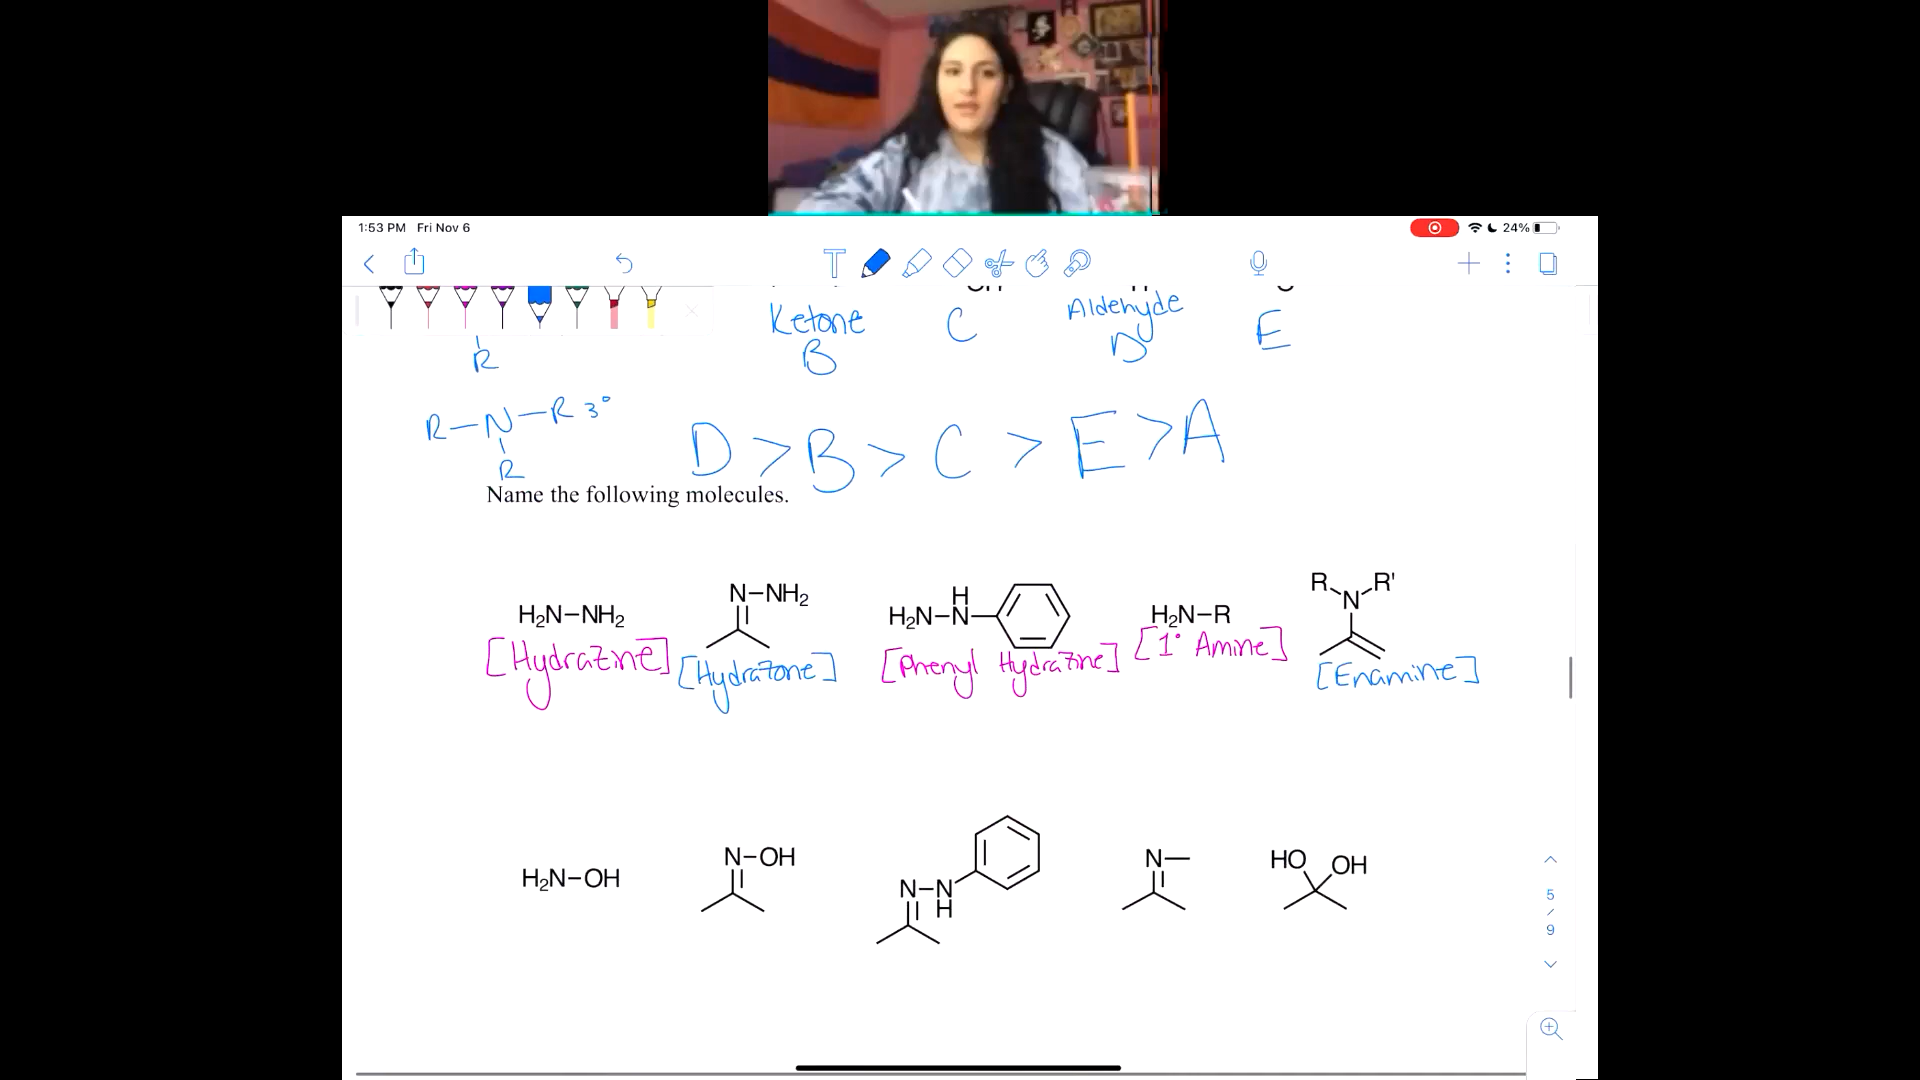 1:53 PM Fri Nov 6
24%
T
Ketone C Aldehyde E
B D
R
R-N-R 3°
R
D > B > C > E > A
Name the following molecules.
H₂N-NH₂
N-NH₂
H₂N-N
H
H₂N-R
R R'
N
[Hydrazine]
[Hydrazone]
[Phenyl Hydrazine]
[1° Amine]
[Enamine]
H₂N-OH
N-OH
N-N
H
N
HO OH
5
/
9